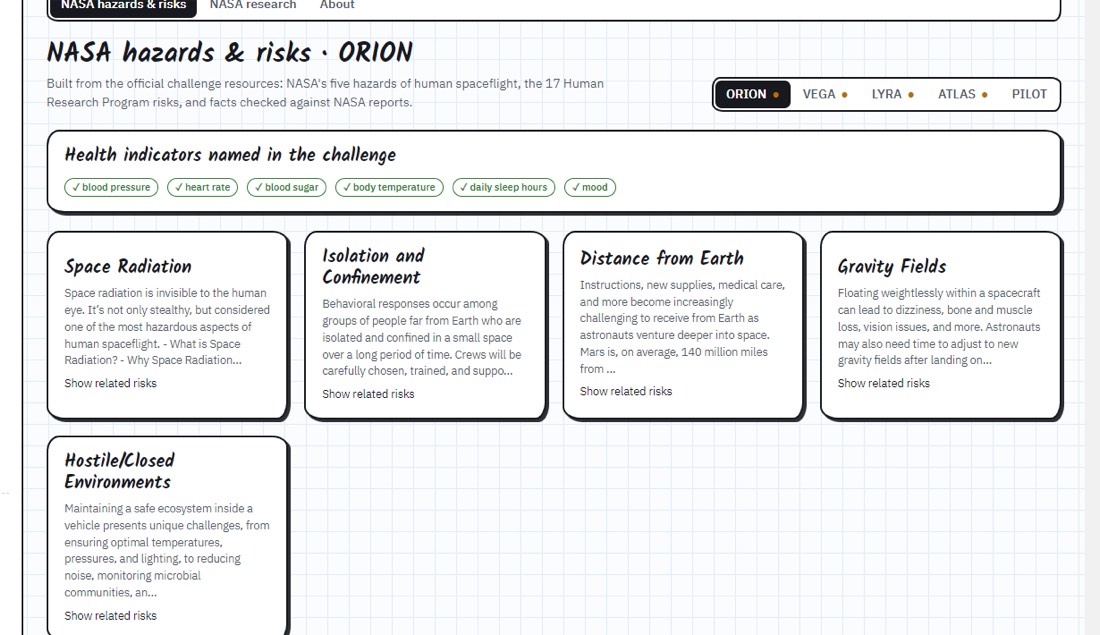 NASA hazards & risks NASA research About
NASA hazards & risks · ORION
Built from the official challenge resources: NASA's five hazards of human spaceflight, the 17 Human
Research Program risks, and facts checked against NASA reports.
ORION VEGA LYRA ATLAS PILOT
Health indicators named in the challenge
✓ blood pressure ✓ heart rate ✓ blood sugar ✓ body temperature ✓ daily sleep hours ✓ mood
Space Radiation
Space radiation is invisible to the human
eye. It's not only stealthy, but considered
one of the most hazardous aspects of
human spaceflight. - What is Space
Radiation? - Why Space Radiation...
Show related risks
Isolation and
Confinement
Behavioral responses occur among
groups of people far from Earth who are
isolated and confined in a small space
over a long period of time. Crews will be
carefully chosen, trained, and suppo...
Show related risks
Distance from Earth
Instructions, new supplies, medical care,
and more become increasingly
challenging to receive from Earth as
astronauts venture deeper into space.
Mars is, on average, 140 million miles
from ...
Show related risks
Gravity Fields
Floating weightlessly within a spacecraft
can lead to dizziness, bone and muscle
loss, vision issues, and more. Astronauts
may also need time to adjust to new
gravity fields after landing on...
Show related risks
Hostile/Closed
Environments
Maintaining a safe ecosystem inside a
vehicle presents unique challenges, from
ensuring optimal temperatures,
pressures, and lighting, to reducing
noise, monitoring microbial
communities, an...
Show related risks